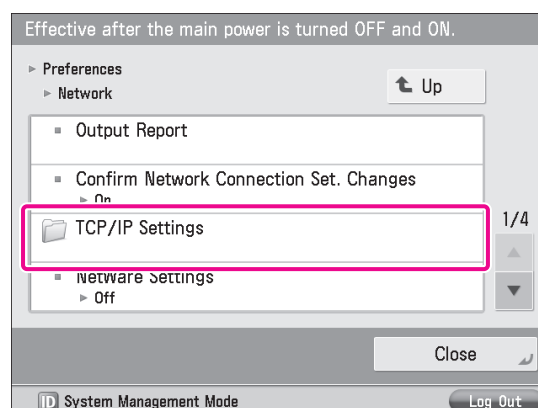 Effective after the main power is turned OFF and ON.
Preferences
Network
Up
Output Report
Confirm Network Connection Set. Changes
On
TCP/IP Settings
1/4
NetWare Settings
Off
Close
ID System Management Mode
Log Out